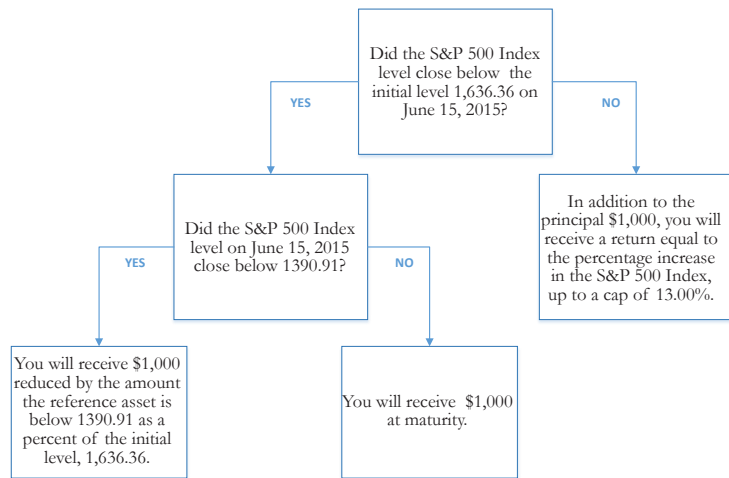 Did the S&P 500 Index
level close below the
initial level 1,636.36 on
June 15, 2015?
YES
NO
Did the S&P 500 Index
level on June 15, 2015
close below 1390.91?
In addition to the
principal $1,000, you will
receive a return equal to
the percentage increase
in the S&P 500 Index,
up to a cap of 13.00%.
YES
NO
You will receive $1,000
reduced by the amount
the reference asset is
below 1390.91 as a
percent of the initial
level, 1,636.36.
You will receive $1,000
at maturity.